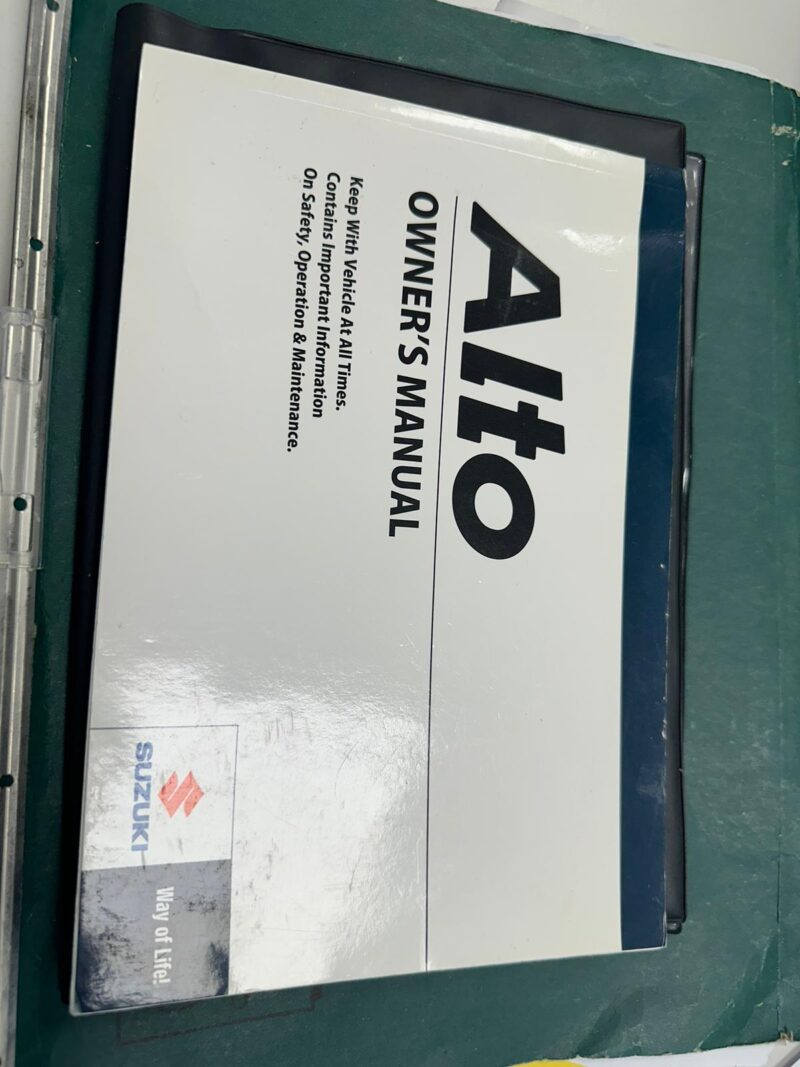 Alto
OWNER'S MANUAL
Keep With Vehicle At All Times.
Contains Important Information
On Safety, Operation & Maintenance.
SUZUKI
Way of Life!